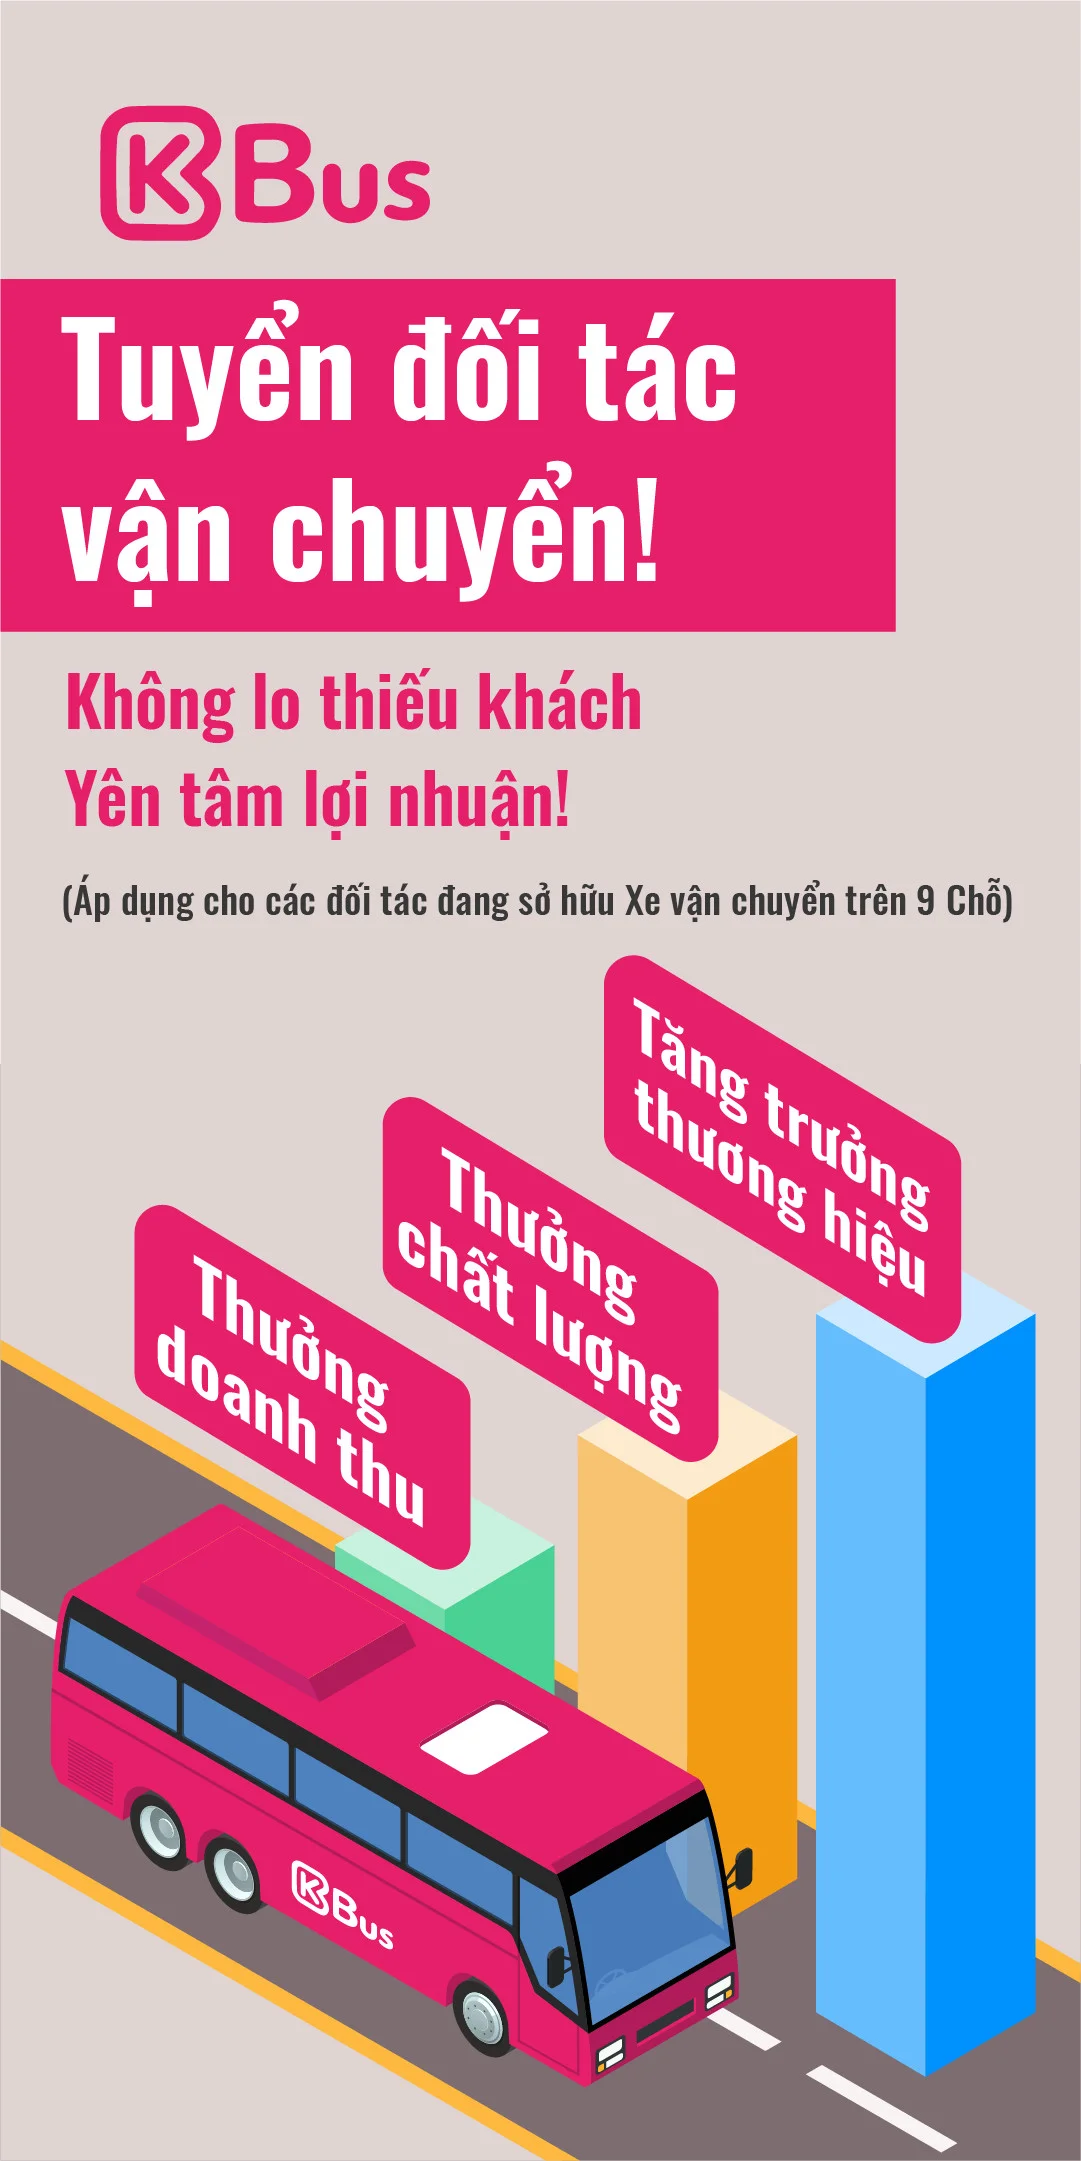 K Bus
Tuyển đối tác
vận chuyển!
Không lo thiếu khách
Yên tâm lợi nhuận!
(Áp dụng cho các đối tác đang sở hữu Xe vận chuyển trên 9 Chỗ)
Tăng trưởng
thương hiệu
Thưởng
chất lượng
Thưởng
doanh thu
K Bus